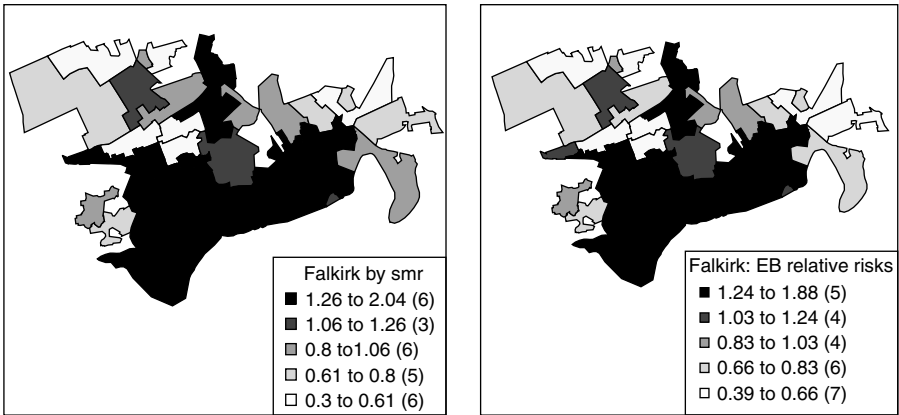 Falkirk by smr
1.26 to 2.04 (6)
1.06 to 1.26 (3)
0.8 to1.06 (6)
0.61 to 0.8 (5)
0.3 to 0.61 (6)
Falkirk: EB relative risks
1.24 to 1.88 (5)
1.03 to 1.24 (4)
0.83 to 1.03 (4)
0.66 to 0.83 (6)
0.39 to 0.66 (7)